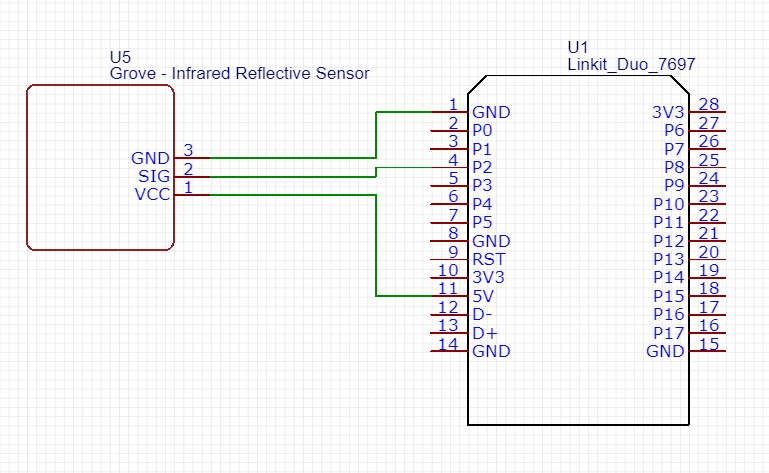 U5
Grove - Infrared Reflective Sensor
GND 3
SIG 2
VCC 1
U1
Linkit_Duo_7697
1 GND 3V3 28
2 P0 P6 27
3 P1 P7 26
4 P2 P8 25
5 P3 P9 24
6 P4 P10 23
7 P5 P11 22
8 GND P12 21
9 RST P13 20
10 3V3 P14 19
11 5V P15 18
12 D- P16 17
13 D+ P17 16
14 GND GND 15